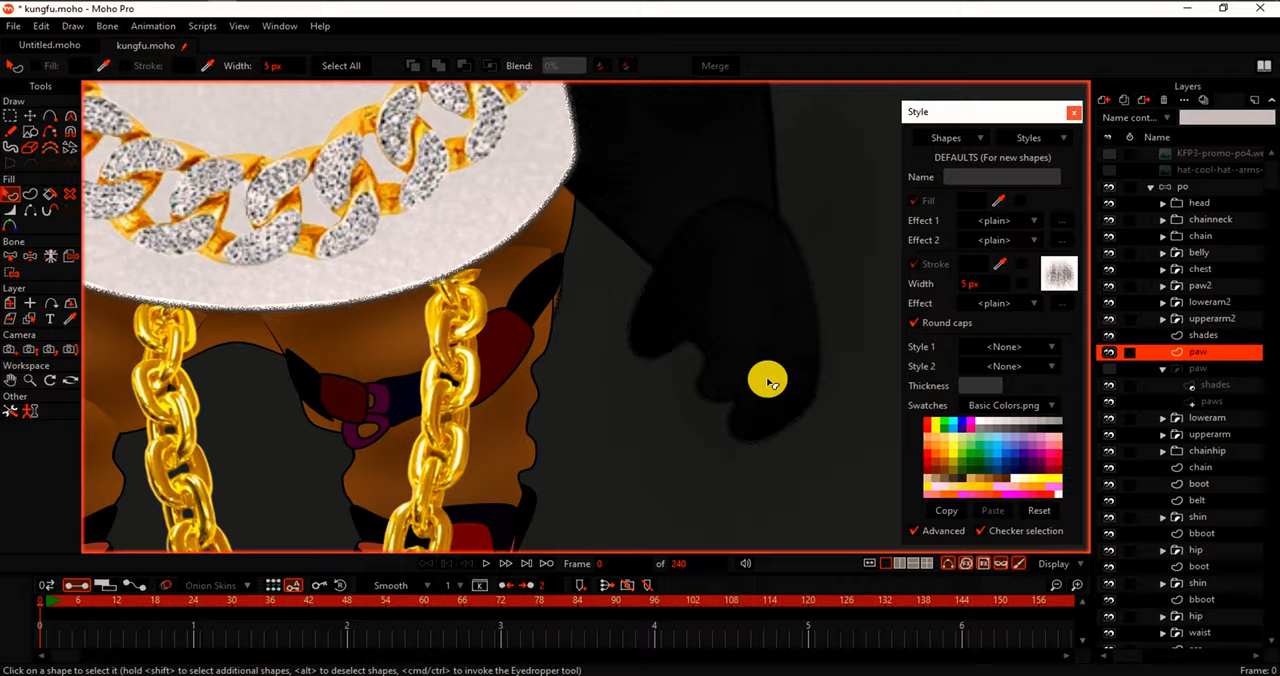 * kungfu.moho - Moho Pro
File Edit Draw Bone Animation Scripts View Window Help
Untitled.moho kungfu.moho
Fill: Stroke: Width: 5 px Select All Blend: 0% Merge
Tools
Draw
Fill
Bone
Layer
Camera
Workspace
Other
Style
Shapes Styles
DEFAULTS (For new shapes)
Name
Fill
Effect 1 <plain> ...
Effect 2 <plain> ...
Stroke
Width 5 px
Effect <plain> ...
Round caps
Style 1 <None>
Style 2 <None>
Thickness
Swatches Basic Colors.png
Copy Paste Reset
Advanced Checker selection
Layers
Name cont...
Name
KFP3-promo-po4.we
hat-cool-hat--arms-
po
head
chainneck
chain
belly
chest
paw2
loweram2
upperarm2
shades
paw
paw
shades
paws
loweram
upperarm
chainhip
chain
boot
belt
shin
bboot
hip
boot
shin
bboot
hip
waist
Frame 0 of 240 Display
Onion Skins Smooth 1 2
0 6 12 18 24 30 36 42 48 54 60 66 72 78 84 90 96 102 108 114 120 126 132 138 144 150 156
0 1 2 3 4 5 6
Click on a shape to select it (hold <shift> to select additional shapes, <alt> to deselect shapes, <cmd/ctrl> to invoke the Eyedropper tool)
Frame: 0